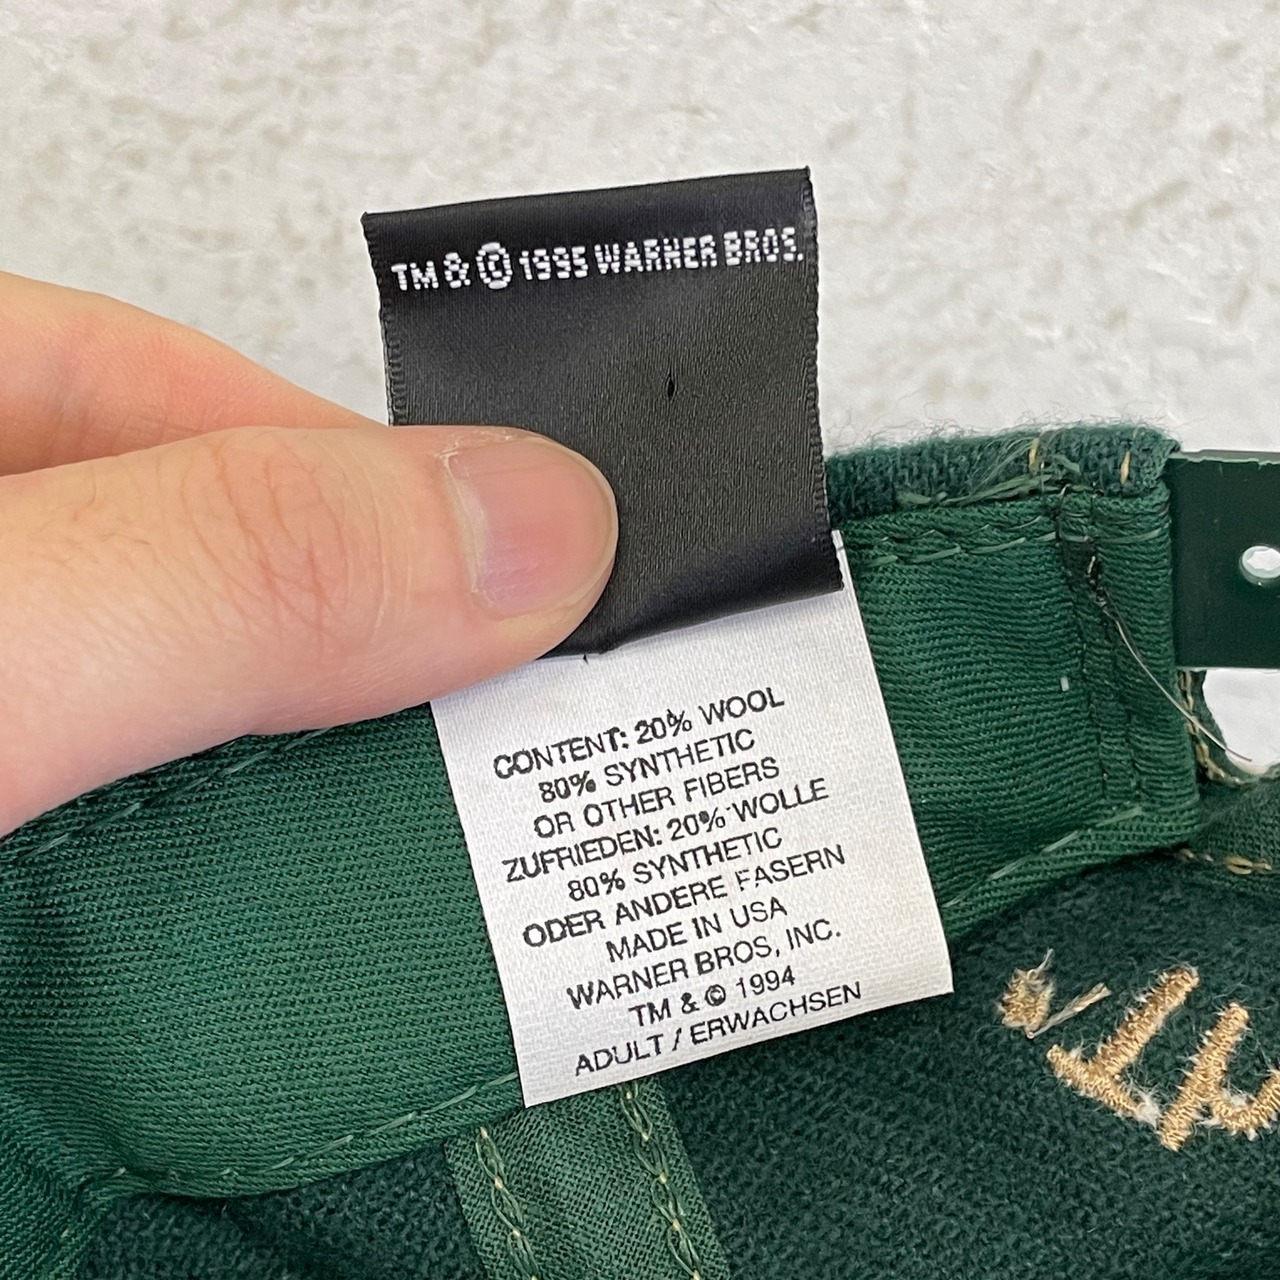 TM & © 1995 WARNER BROS.
CONTENT: 20% WOOL
80% SYNTHETIC
OR OTHER FIBERS
ZUFRIEDEN: 20% WOLLE
80% SYNTHETIC
ODER ANDERE FASERN
MADE IN USA
WARNER BROS, INC.
TM & © 1994
ADULT / ERWACHSEN